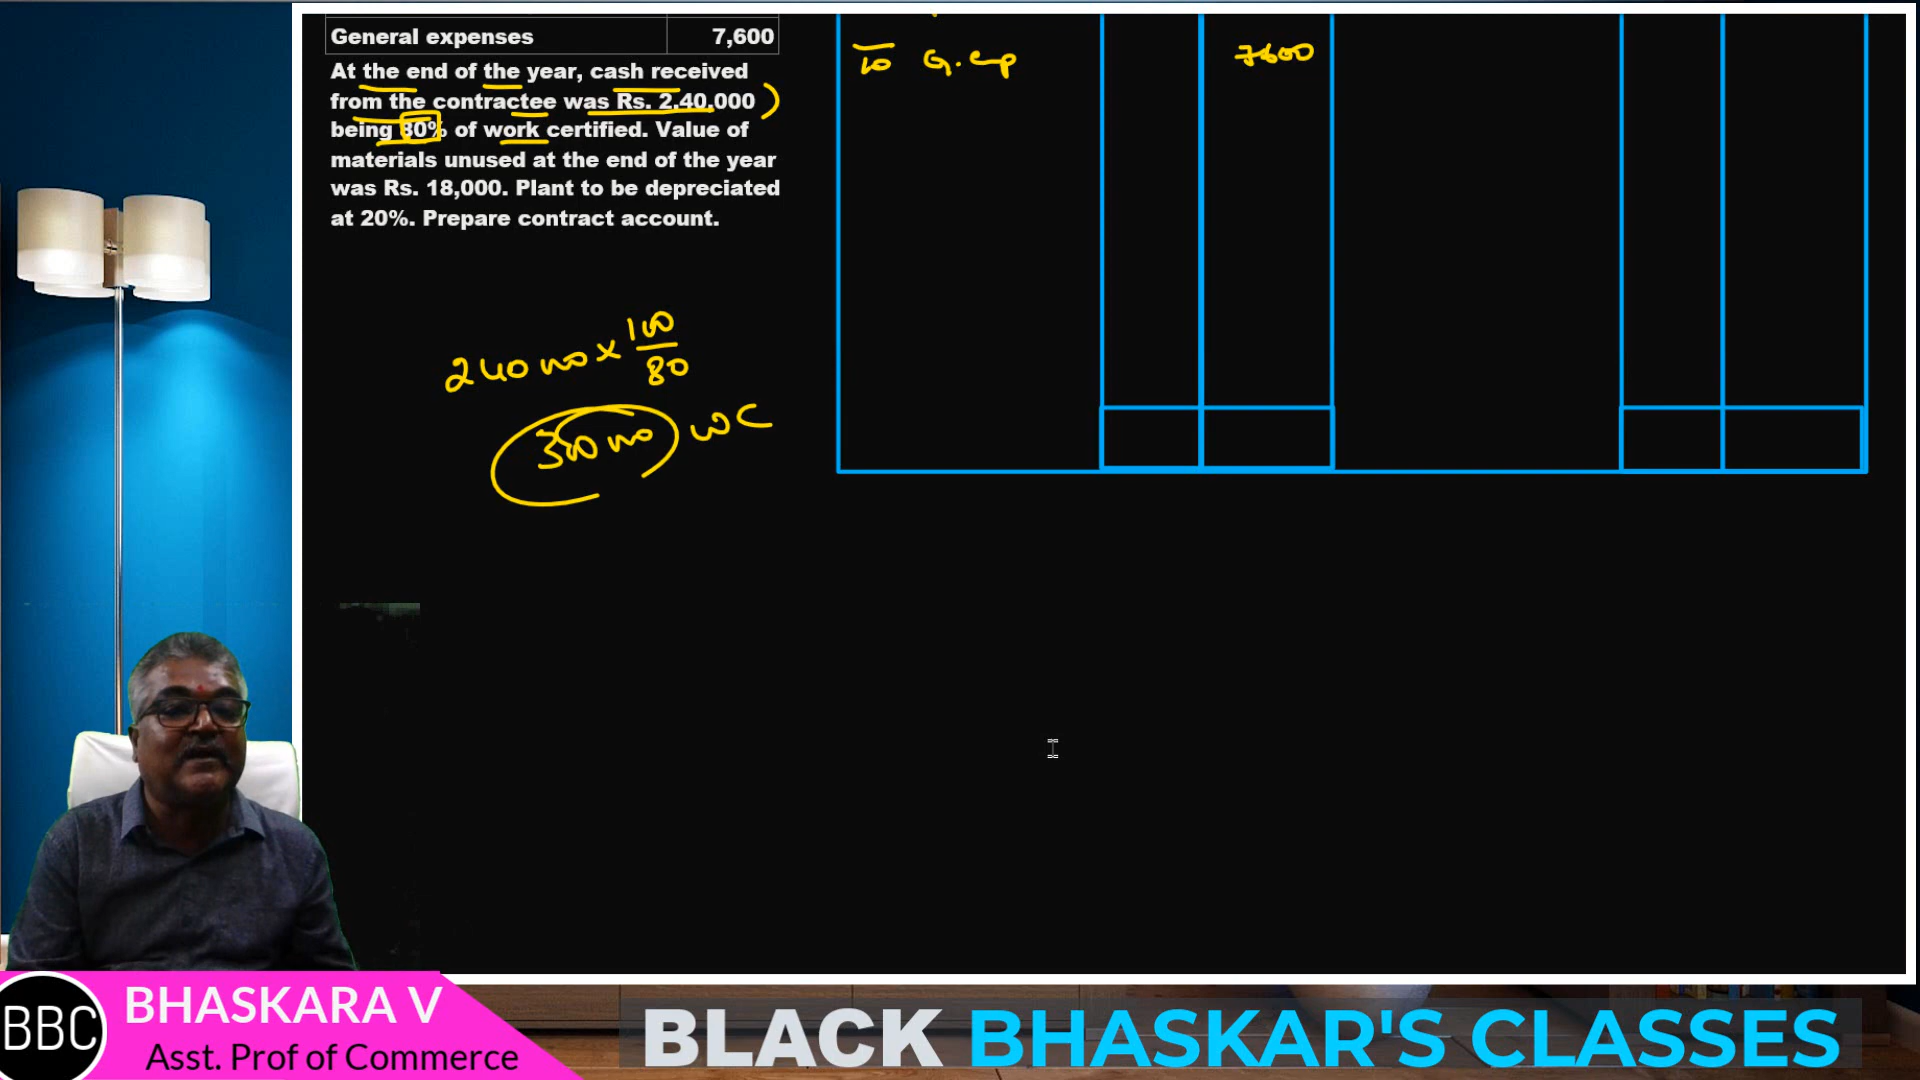 General expenses 7,600
At the end of the year, cash received
from the contractee was Rs. 2,40,000
being 80% of work certified. Value of
materials unused at the end of the year
was Rs. 18,000. Plant to be depreciated
at 20%. Prepare contract account.
To G. exp 7600
240000 x 100/80
300000 WC
BBC
BHASKARA V
Asst. Prof of Commerce
BLACK BHASKAR'S CLASSES